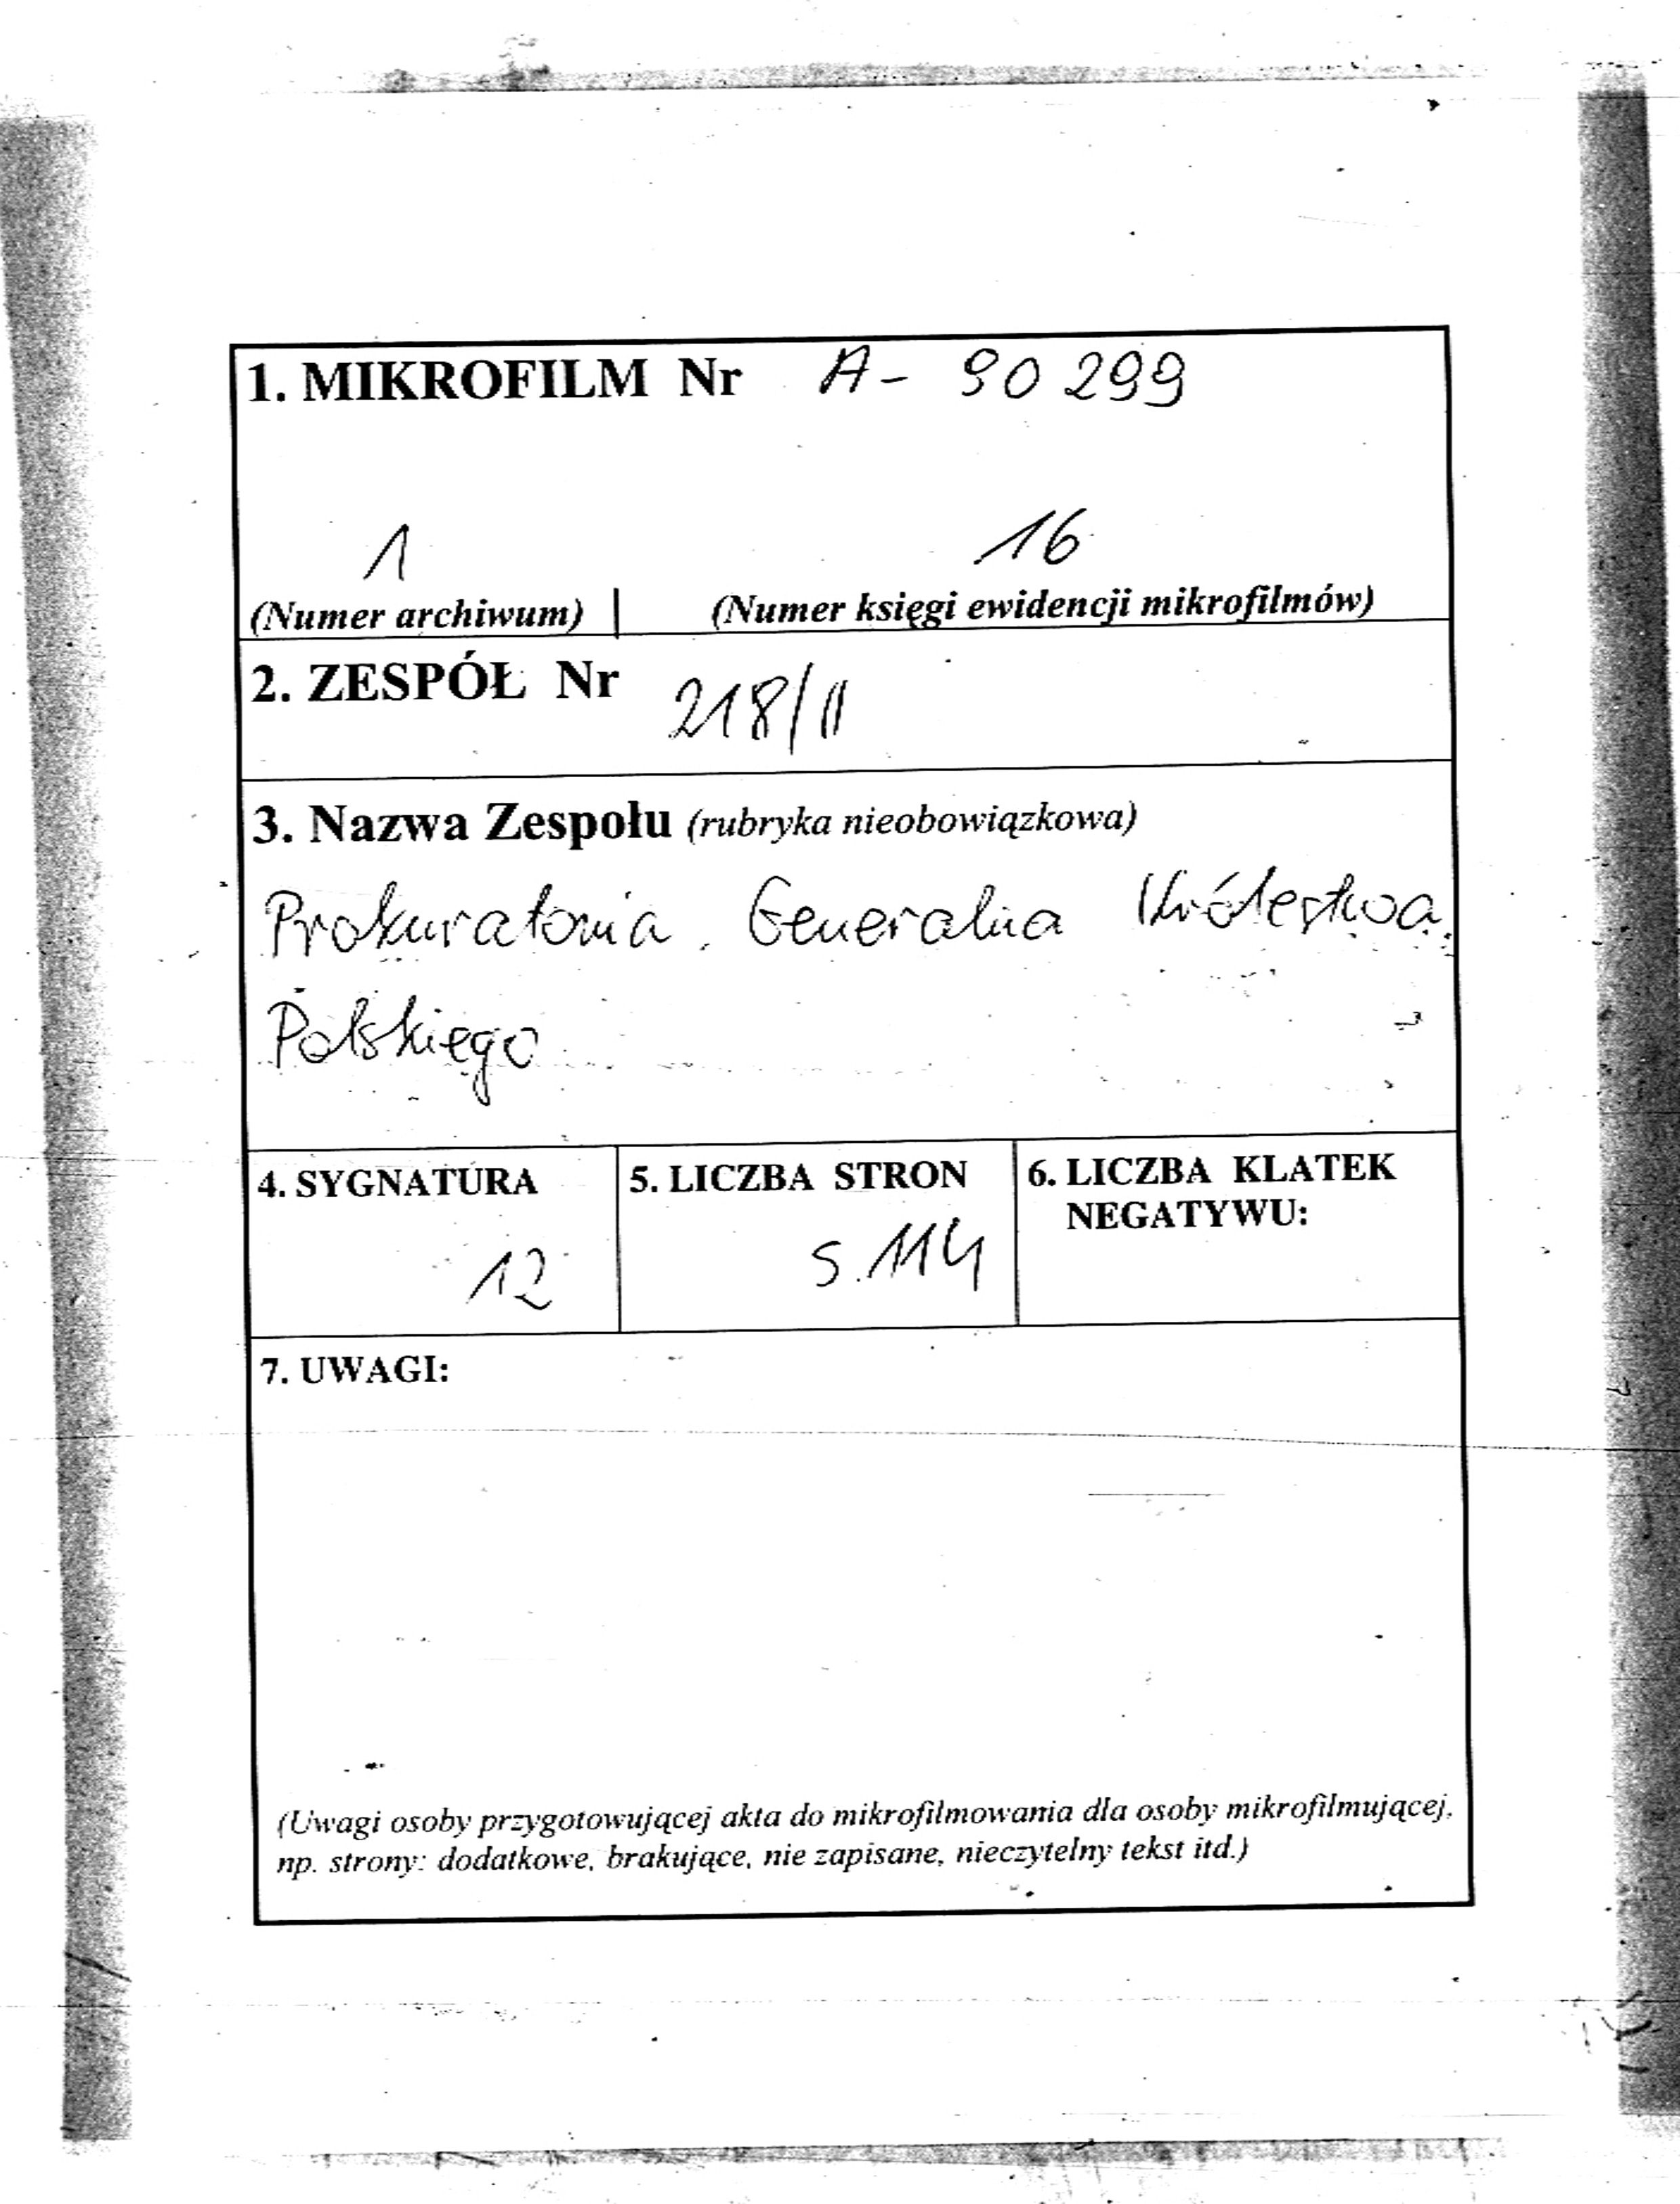 1. MIKROFILM Nr A- 90 299
1 16
(Numer archiwum) | (Numer księgi ewidencji mikrofilmów)
2. ZESPÓŁ Nr 218/II
3. Nazwa Zespołu (rubryka nieobowiązkowa)
Prokuratoria Generalna Królestwa
Polskiego
4. SYGNATURA 5. LICZBA STRON 6. LICZBA KLATEK
NEGATYWU:
12 s. 114
7. UWAGI:
(Uwagi osoby przygotowującej akta do mikrofilmowania dla osoby mikrofilmującej,
np. strony: dodatkowe, brakujące, nie zapisane, nieczytelny tekst itd.)